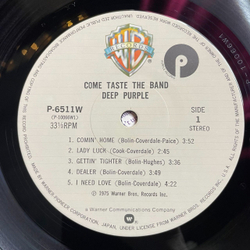 WB
RECORDS
P
COME TASTE THE BAND
DEEP PURPLE
P-6511W
(P-10066W1)
33⅓RPM
SIDE
1
STEREO
1 COMIN' HOME (Bolin-Coverdale-Paice) 3:52
2. LADY LUCK (Cook-Coverdale) 2:45
3. GETTIN' TIGHTER (Bolin-Hughes) 3:36
4. DEALER (Bolin-Coverdale) 3:49
5. I NEED LOVE (Bolin-Coverdale) 4:22
℗ 1975 Warner Bros. Records Inc.
a Warner Communications Company